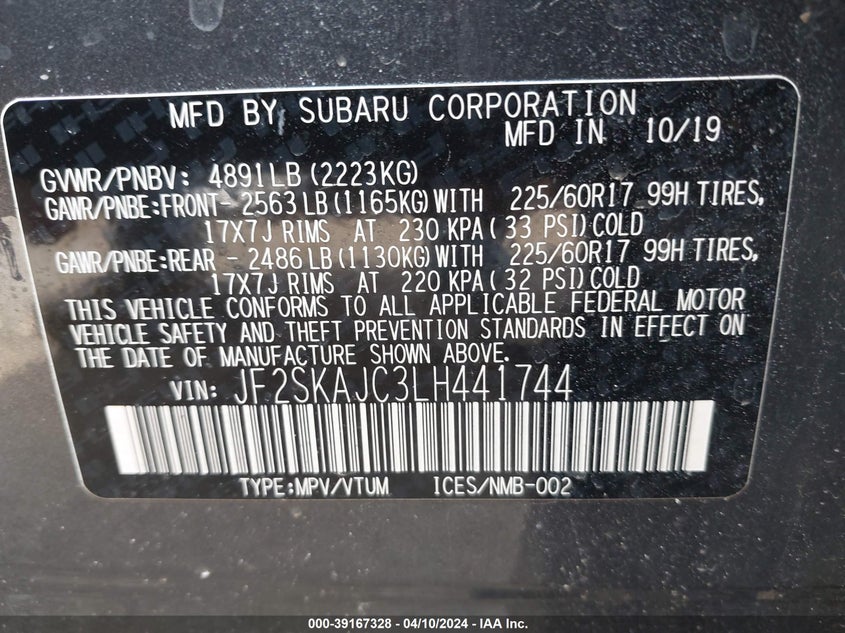 MFD BY SUBARU CORPORATION
MFD IN 10/19
GVWR/PNBV: 4891LB (2223KG)
GAWR/PNBE:FRONT- 2563 LB (1165KG) WITH 225/60R17 99H TIRES,
17X7J RIMS AT 230 KPA ( 33 PSI) COLD
GAWR/PNBE:REAR - 2486 LB (1130KG) WITH 225/60R17 99H TIRES,
17X7J RIMS AT 220 KPA ( 32 PSI) COLD
THIS VEHICLE CONFORMS TO ALL APPLICABLE FEDERAL MOTOR
VEHICLE SAFETY AND THEFT PREVENTION STANDARDS IN EFFECT ON
THE DATE OF MANUFACTURE SHOWN ABOVE.
VIN: JF2SKAJC3LH441744
TYPE:MPV/VTUM ICES/NMB-002
000-39167328 - 04/10/2024 - IAA Inc.